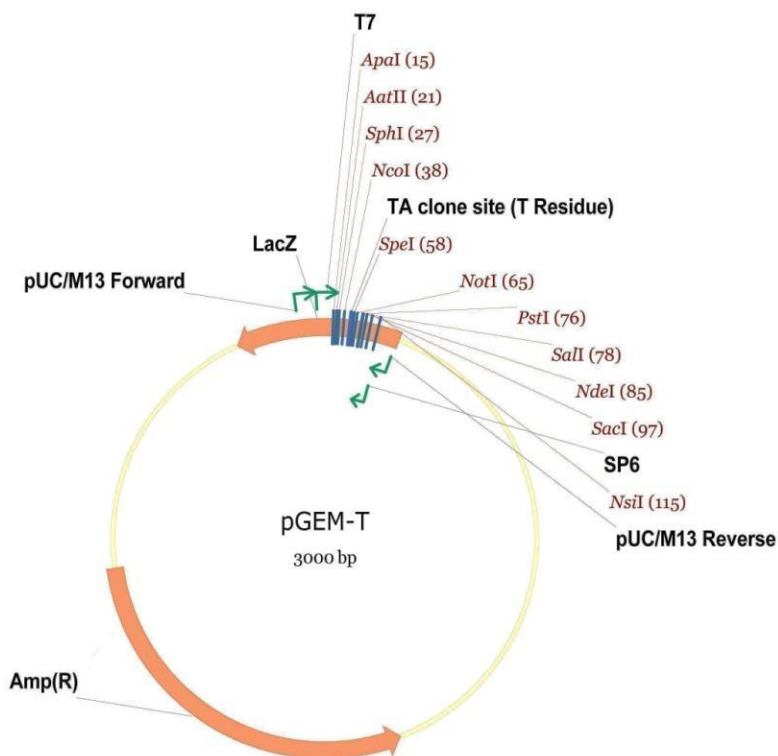 T7
ApaI (15)
AatII (21)
SphI (27)
NcoI (38)
TA clone site (T Residue)
LacZ
SpeI (58)
pUC/M13 Forward
NotI (65)
PstI (76)
SalI (78)
NdeI (85)
SacI (97)
SP6
NsiI (115)
pUC/M13 Reverse
pGEM-T
3000 bp
Amp(R)